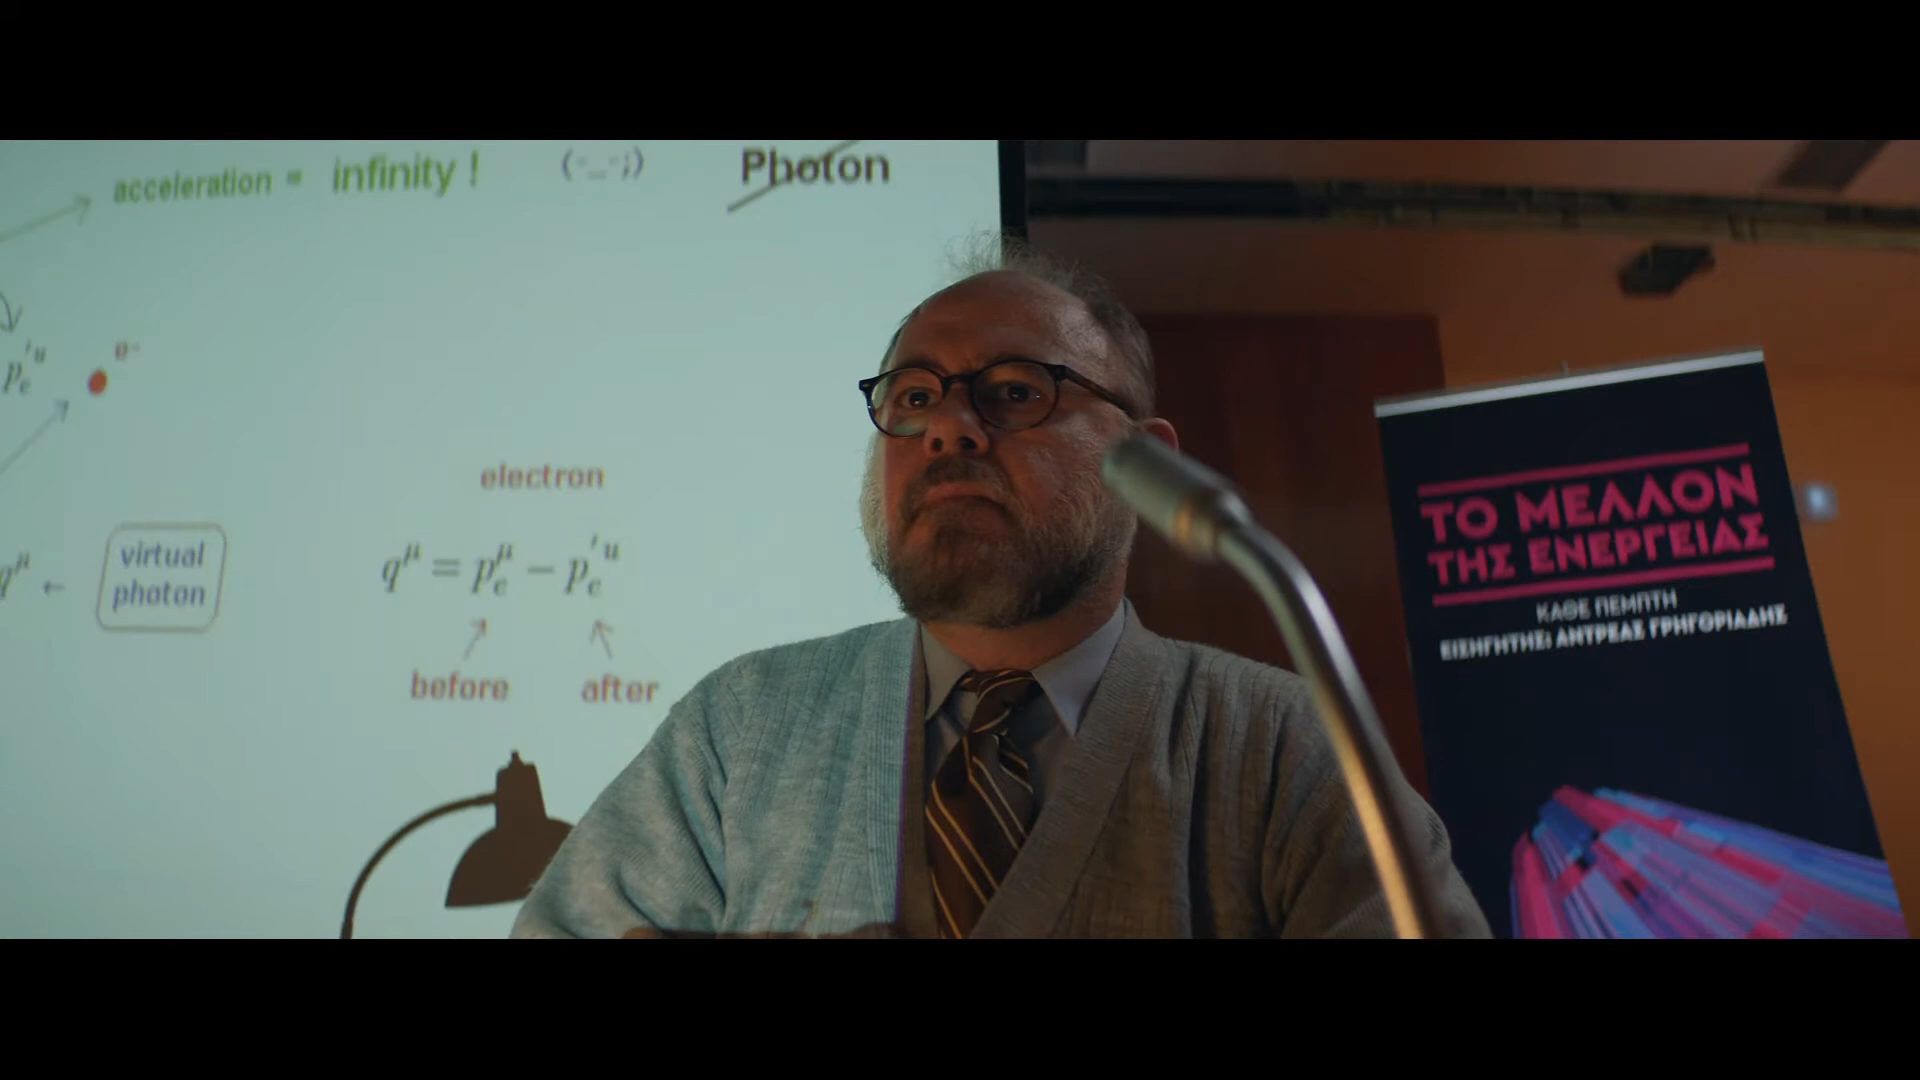 acceleration = infinity ! (-_-;) Photon
p_e'^u
e⁻
electron
q^μ ←
virtual
photon
q^μ = p_e^μ − p_e'^u
before after
ΤΟ ΜΕΛΛΟΝ
ΤΗΣ ΕΝΕΡΓΕΙΑΣ
ΚΑΘΕ ΠΕΜΠΤΗ
ΕΙΣΗΓΗΤΗΣ: ΑΝΤΡΕΑΣ ΓΡΗΓΟΡΙΑΔΗΣ